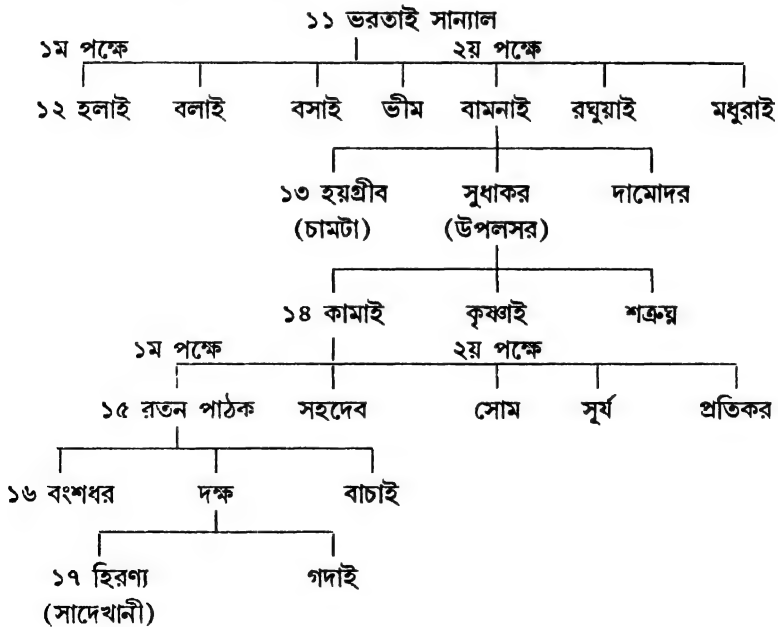 ১১ ভরতাই সান্যাল
১ম পক্ষে ২য় পক্ষে
১২ হলাই বলাই বসাই ভীম বামনাই রঘুয়াই মধুরাই
১৩ হয়গ্রীব সুধাকর দামোদর
(চামটা) (উপলসর)
১৪ কামাই কৃষ্ণাই শত্রুঘ্ন
১ম পক্ষে ২য় পক্ষে
১৫ রতন পাঠক সহদেব সোম সূর্য প্রতিকর
১৬ বংশধর দক্ষ বাচাই
১৭ হিরণ্য গদাই
(সাদেখানী)